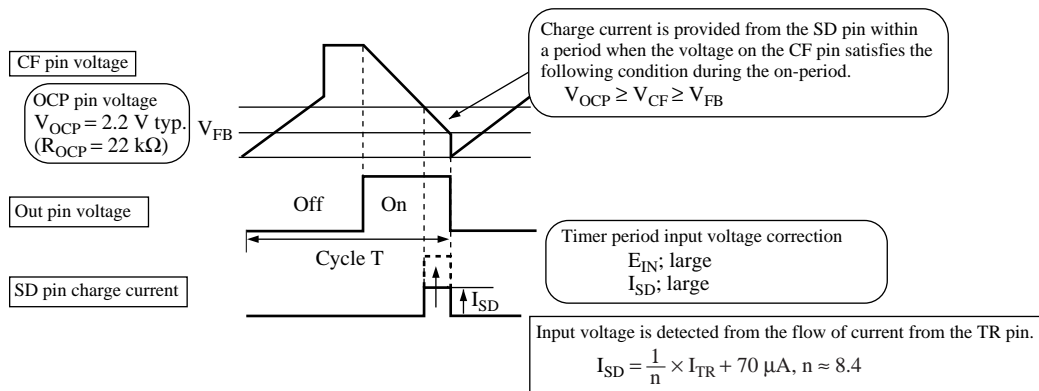 CF pin voltage
OCP pin voltage
V_OCP = 2.2 V typ.
(R_OCP = 22 kΩ)
V_FB
Charge current is provided from the SD pin within
a period when the voltage on the CF pin satisfies the
following condition during the on-period.
V_OCP ≥ V_CF ≥ V_FB
Out pin voltage
Off
On
Cycle T
SD pin charge current
I_SD
Timer period input voltage correction
E_IN; large
I_SD; large
Input voltage is detected from the flow of current from the TR pin.
I_SD = 1/n × I_TR + 70 μA, n ≈ 8.4